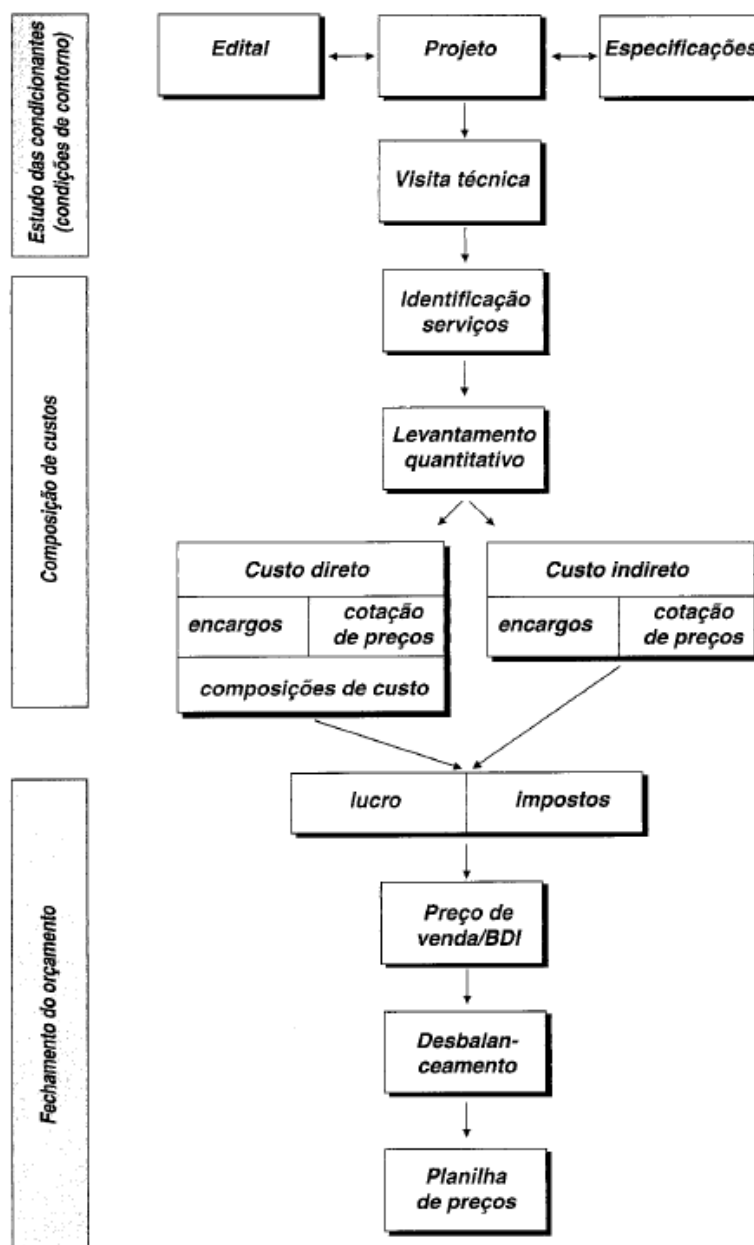 Estudo das condicionantes
(condições de contorno)
Edital
Projeto
Especificações
Visita técnica
Composição de custos
Identificação
serviços
Levantamento
quantitativo
Custo direto
encargos
cotação
de preços
composições de custo
Custo indireto
encargos
cotação
de preços
Fechamento do orçamento
lucro
impostos
Preço de
venda/BDI
Desbalan-
ceamento
Planilha
de preços